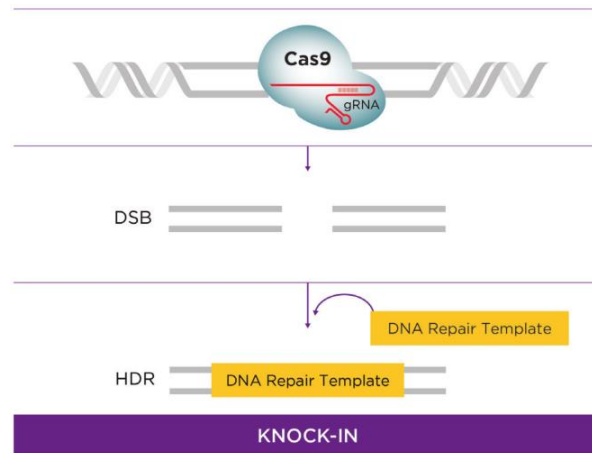 Cas9
gRNA
DSB
DNA Repair Template
HDR
DNA Repair Template
KNOCK-IN